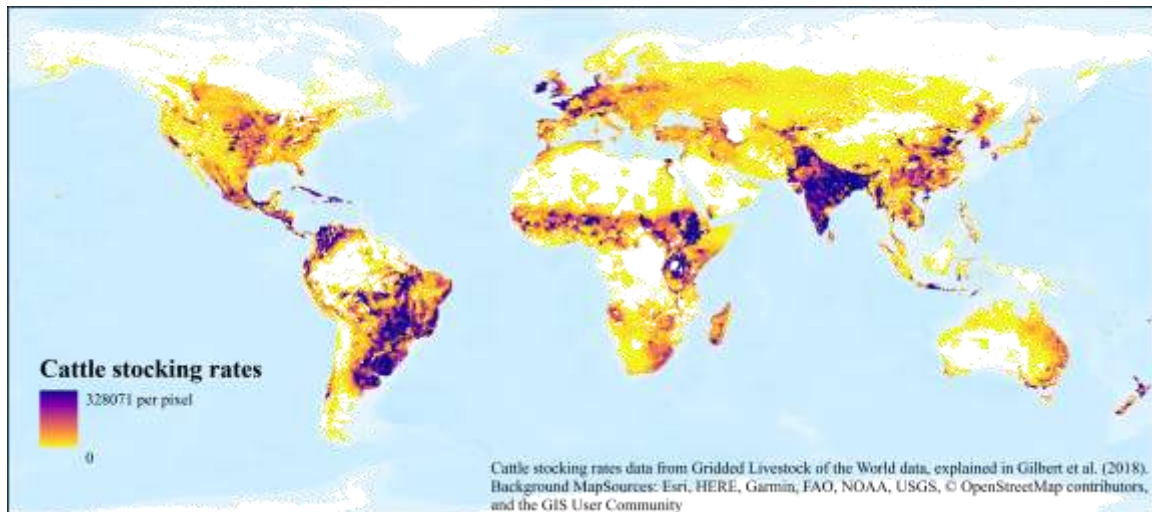 Cattle stocking rates
328071 per pixel
0
Cattle stocking rates data from Gridded Livestock of the World data, explained in Gilbert et al. (2018).
Background MapSources: Esri, HERE, Garmin, FAO, NOAA, USGS, © OpenStreetMap contributors,
and the GIS User Community